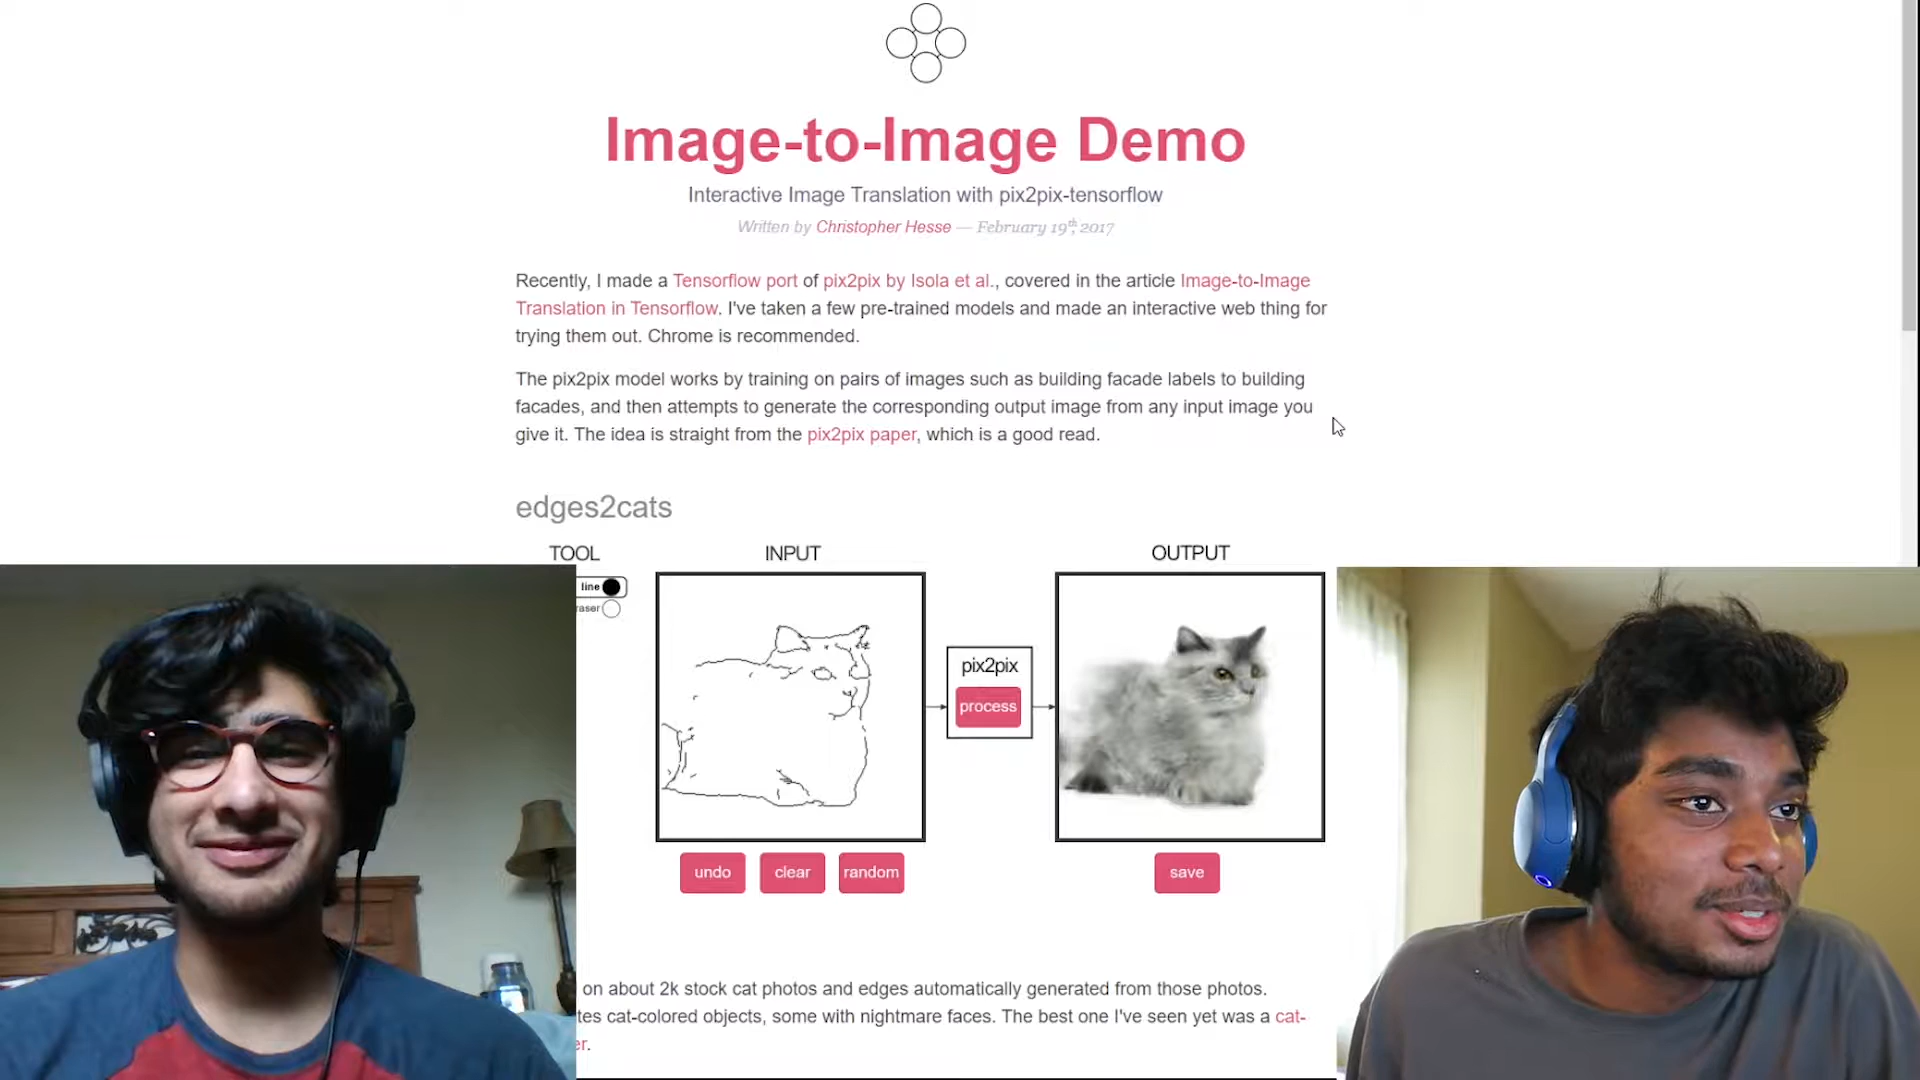 Image-to-Image Demo
Interactive Image Translation with pix2pix-tensorflow
Written by Christopher Hesse — February 19th, 2017
Recently, I made a Tensorflow port of pix2pix by Isola et al., covered in the article Image-to-Image
Translation in Tensorflow. I've taken a few pre-trained models and made an interactive web thing for
trying them out. Chrome is recommended.
The pix2pix model works by training on pairs of images such as building facade labels to building
facades, and then attempts to generate the corresponding output image from any input image you
give it. The idea is straight from the pix2pix paper, which is a good read.
edges2cats
TOOL INPUT OUTPUT
line
raser
pix2pix
process
undo clear random save
on about 2k stock cat photos and edges automatically generated from those photos.
tes cat-colored objects, some with nightmare faces. The best one I've seen yet was a cat-
er.